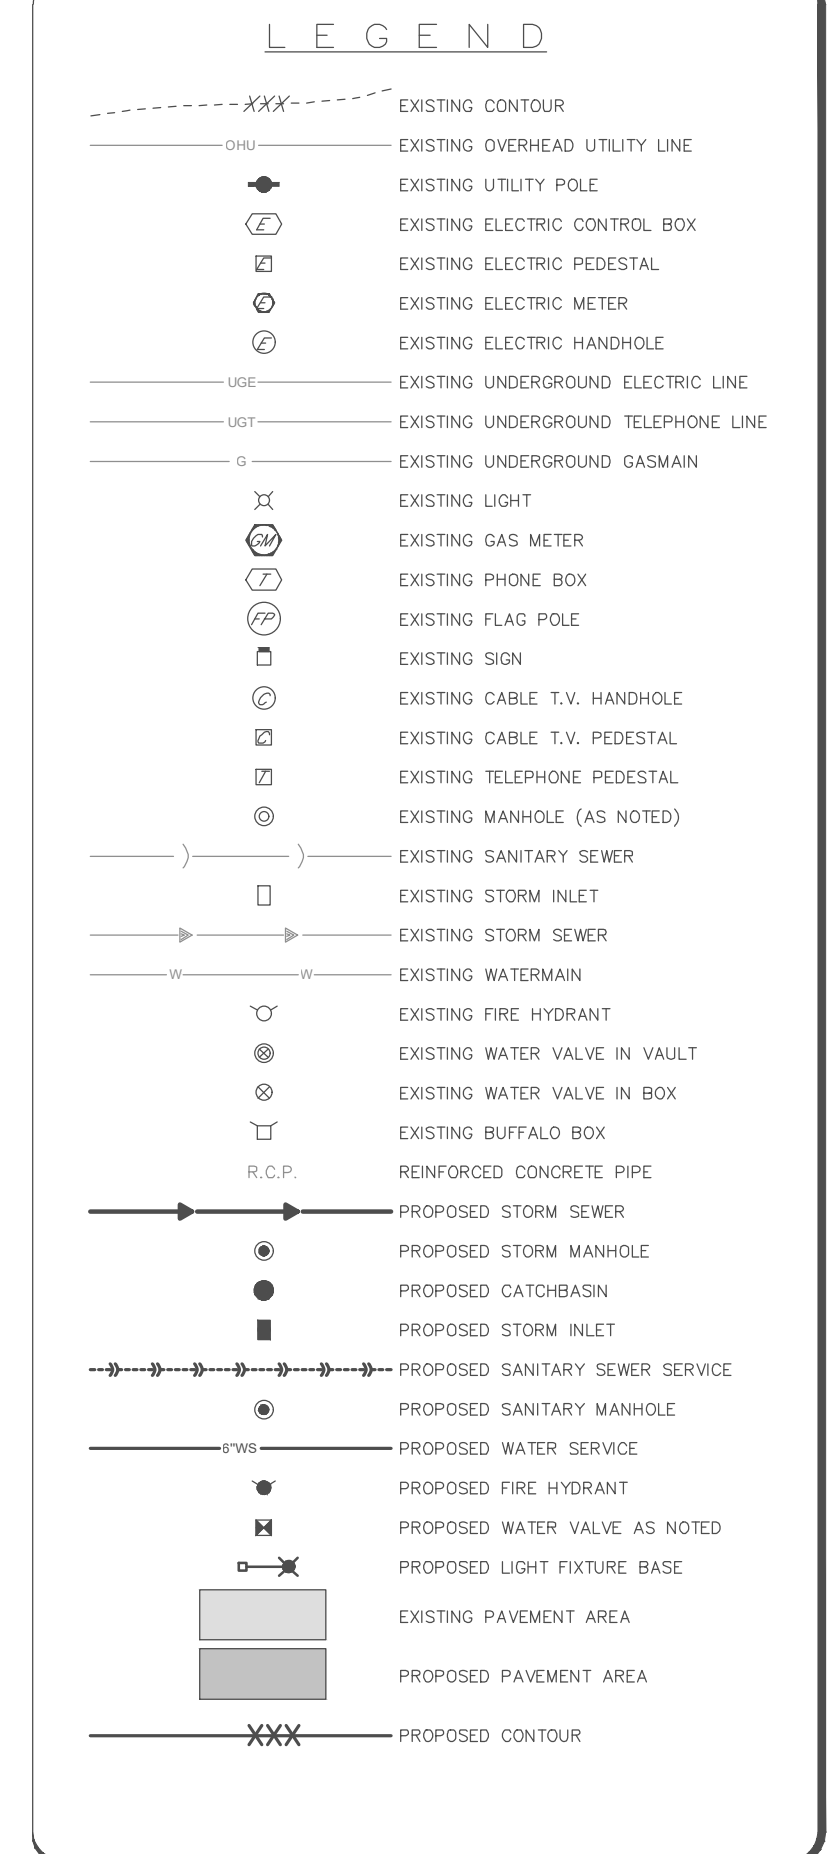 L E G E N D
XXX EXISTING CONTOUR
OHU EXISTING OVERHEAD UTILITY LINE
EXISTING UTILITY POLE
E EXISTING ELECTRIC CONTROL BOX
E EXISTING ELECTRIC PEDESTAL
E EXISTING ELECTRIC METER
E EXISTING ELECTRIC HANDHOLE
UGE EXISTING UNDERGROUND ELECTRIC LINE
UGT EXISTING UNDERGROUND TELEPHONE LINE
G EXISTING UNDERGROUND GASMAIN
EXISTING LIGHT
GM EXISTING GAS METER
T EXISTING PHONE BOX
FP EXISTING FLAG POLE
EXISTING SIGN
C EXISTING CABLE T.V. HANDHOLE
C EXISTING CABLE T.V. PEDESTAL
T EXISTING TELEPHONE PEDESTAL
EXISTING MANHOLE (AS NOTED)
EXISTING SANITARY SEWER
EXISTING STORM INLET
EXISTING STORM SEWER
W W EXISTING WATERMAIN
EXISTING FIRE HYDRANT
EXISTING WATER VALVE IN VAULT
EXISTING WATER VALVE IN BOX
EXISTING BUFFALO BOX
R.C.P. REINFORCED CONCRETE PIPE
PROPOSED STORM SEWER
PROPOSED STORM MANHOLE
PROPOSED CATCHBASIN
PROPOSED STORM INLET
PROPOSED SANITARY SEWER SERVICE
PROPOSED SANITARY MANHOLE
6"WS PROPOSED WATER SERVICE
PROPOSED FIRE HYDRANT
PROPOSED WATER VALVE AS NOTED
PROPOSED LIGHT FIXTURE BASE
EXISTING PAVEMENT AREA
PROPOSED PAVEMENT AREA
XXX PROPOSED CONTOUR